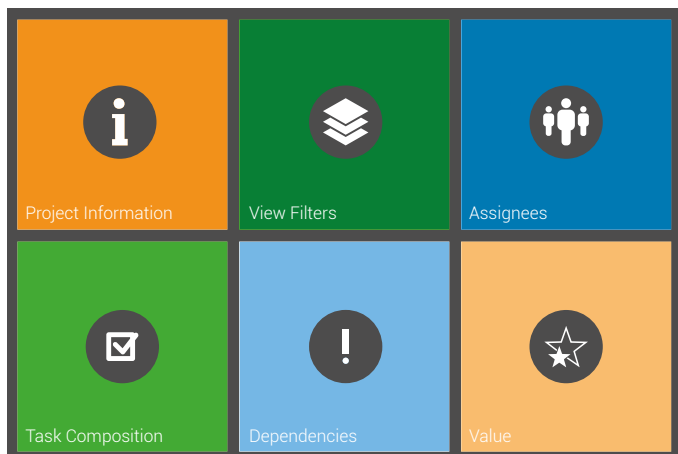 Project Information
View Filters
Assignees
Task Composition
Dependencies
Value